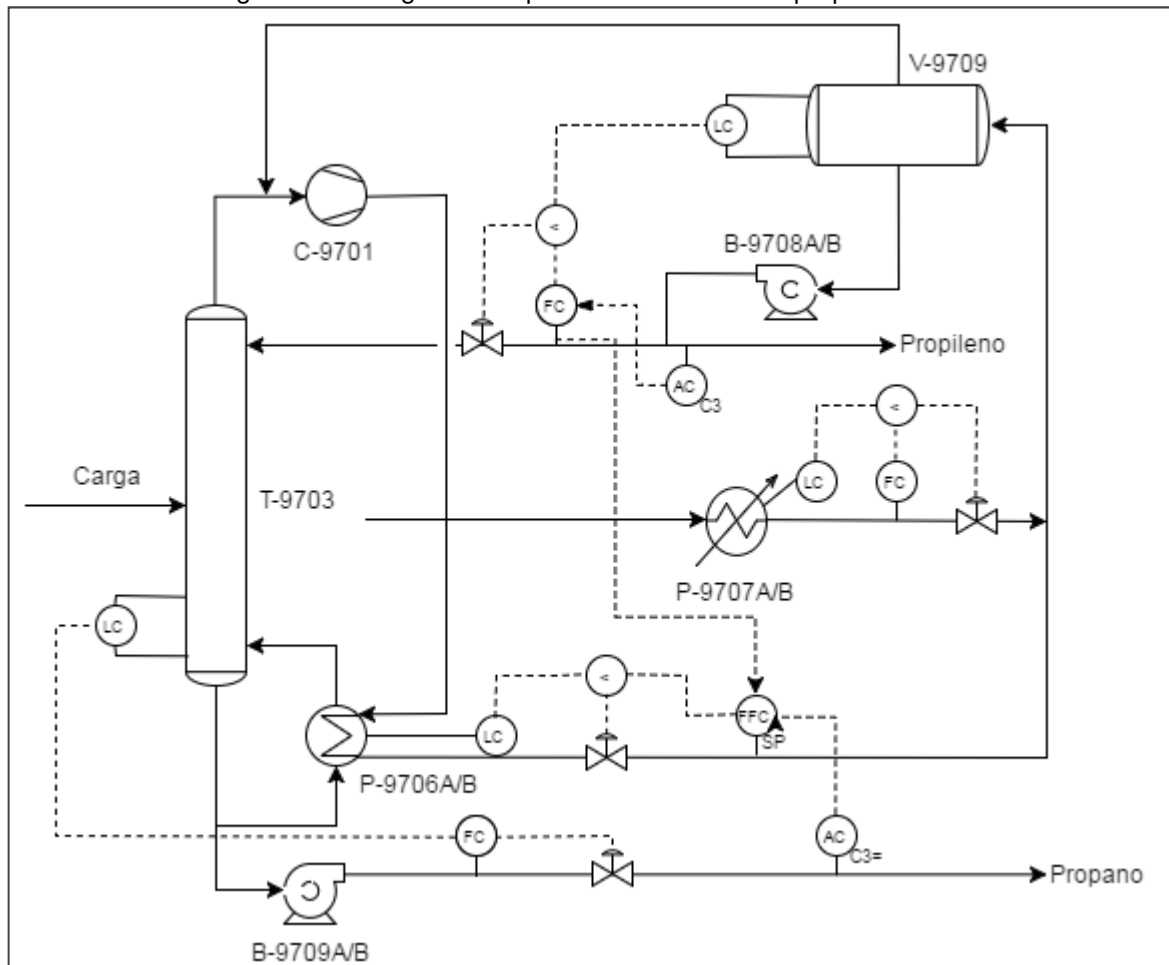 V-9709
LC
<
C-9701
B-9708A/B
C
FC
Propileno
AC
C3
<
Carga
T-9703
LC
FC
P-9707A/B
LC
<
FFC
SP
LC
P-9706A/B
FC
AC
C3=
Propano
B-9709A/B